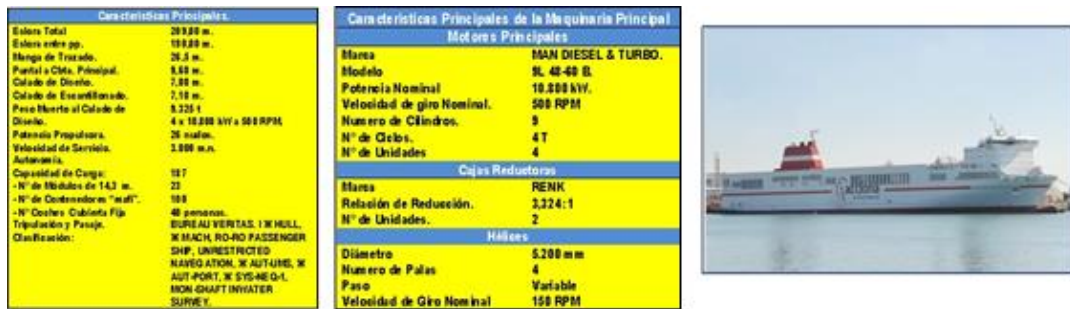 Características Principales.
Eslora Total 209,00 m.
Eslora entre pp. 190,00 m.
Manga de Trazado. 26,5 m.
Puntal a Cbta. Principal. 9,60 m.
Calado de Diseño. 7,00 m.
Calado de Escantillonado. 7,10 m.
Peso Muerto al Calado de 9.325 t
Diseño. 4 x 10.800 kW a 500 RPM.
Potencia Propulsora. 26 nudos.
Velocidad de Servicio. 3.000 m.n.
Autonomía.
Capacidad de Carga: 187
- Nº de Módulos de 14,3 m. 23
- Nº de Contenedores "mafi". 108
- Nº Coches Cubierta Fija 40 personas.
Tripulación y Pasaje. BUREAU VERITAS. HULL,
Clasificación: MACH, RO-RO PASSENGER
SHIP, UNRESTRICTED
NAVEGATION, AUT-UMS,
AUT-PORT, SYS-NEQ-1,
MON-SHAFT INWATER
SURVEY.
Características Principales de la Maquinaria Principal
Motores Principales
Marca MAN DIESEL & TURBO.
Modelo 9L 48-60 B.
Potencia Nominal 10.800 kW.
Velocidad de giro Nominal. 500 RPM
Numero de Cilindros. 9
Nº de Ciclos. 4 T
Nº de Unidades 4
Cajas Reductoras
Marca RENK
Relación de Reducción. 3,324:1
Nº de Unidades. 2
Hélices
Diámetro 5.200 mm
Numero de Palas 4
Paso Variable
Velocidad de Giro Nominal 150 RPM